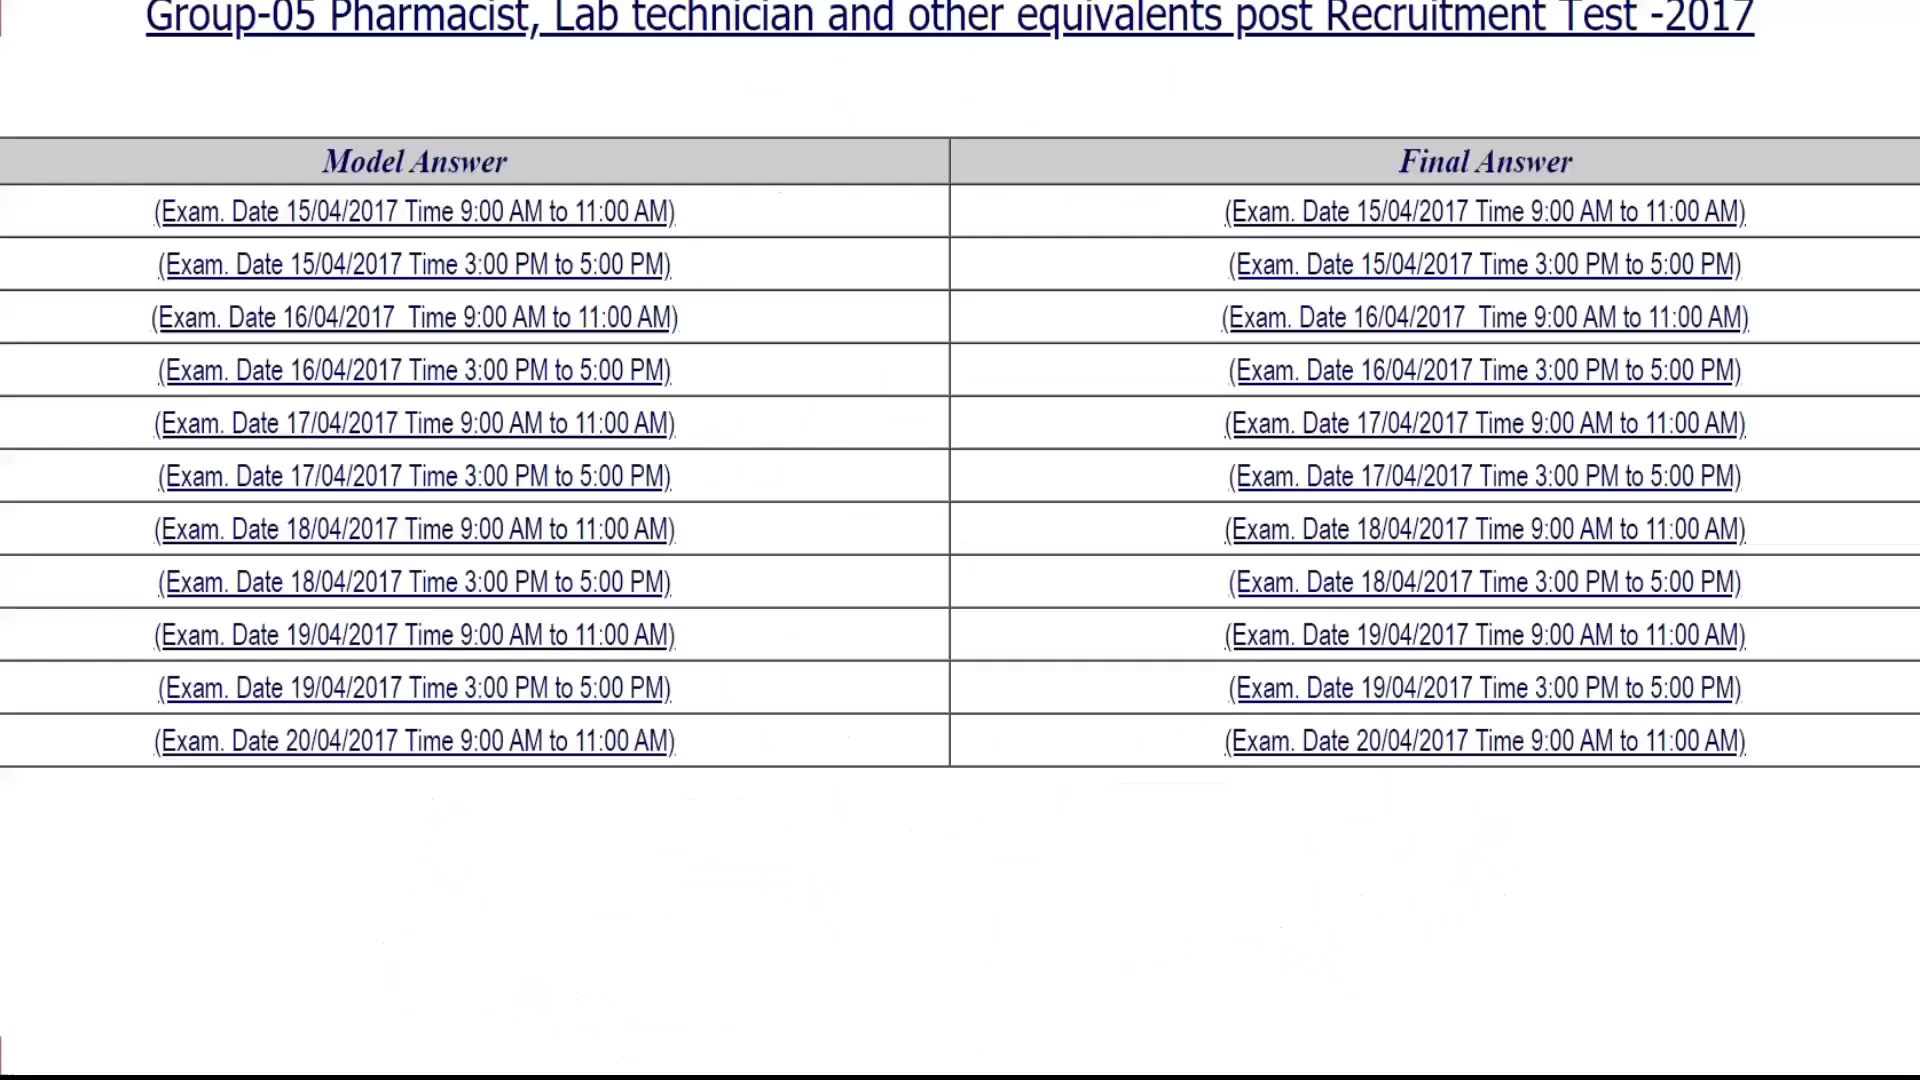 Group-05 Pharmacist, Lab technician and other equivalents post Recruitment Test -2017
Model Answer Final Answer
(Exam. Date 15/04/2017 Time 9:00 AM to 11:00 AM) (Exam. Date 15/04/2017 Time 9:00 AM to 11:00 AM)
(Exam. Date 15/04/2017 Time 3:00 PM to 5:00 PM) (Exam. Date 15/04/2017 Time 3:00 PM to 5:00 PM)
(Exam. Date 16/04/2017 Time 9:00 AM to 11:00 AM) (Exam. Date 16/04/2017 Time 9:00 AM to 11:00 AM)
(Exam. Date 16/04/2017 Time 3:00 PM to 5:00 PM) (Exam. Date 16/04/2017 Time 3:00 PM to 5:00 PM)
(Exam. Date 17/04/2017 Time 9:00 AM to 11:00 AM) (Exam. Date 17/04/2017 Time 9:00 AM to 11:00 AM)
(Exam. Date 17/04/2017 Time 3:00 PM to 5:00 PM) (Exam. Date 17/04/2017 Time 3:00 PM to 5:00 PM)
(Exam. Date 18/04/2017 Time 9:00 AM to 11:00 AM) (Exam. Date 18/04/2017 Time 9:00 AM to 11:00 AM)
(Exam. Date 18/04/2017 Time 3:00 PM to 5:00 PM) (Exam. Date 18/04/2017 Time 3:00 PM to 5:00 PM)
(Exam. Date 19/04/2017 Time 9:00 AM to 11:00 AM) (Exam. Date 19/04/2017 Time 9:00 AM to 11:00 AM)
(Exam. Date 19/04/2017 Time 3:00 PM to 5:00 PM) (Exam. Date 19/04/2017 Time 3:00 PM to 5:00 PM)
(Exam. Date 20/04/2017 Time 9:00 AM to 11:00 AM) (Exam. Date 20/04/2017 Time 9:00 AM to 11:00 AM)